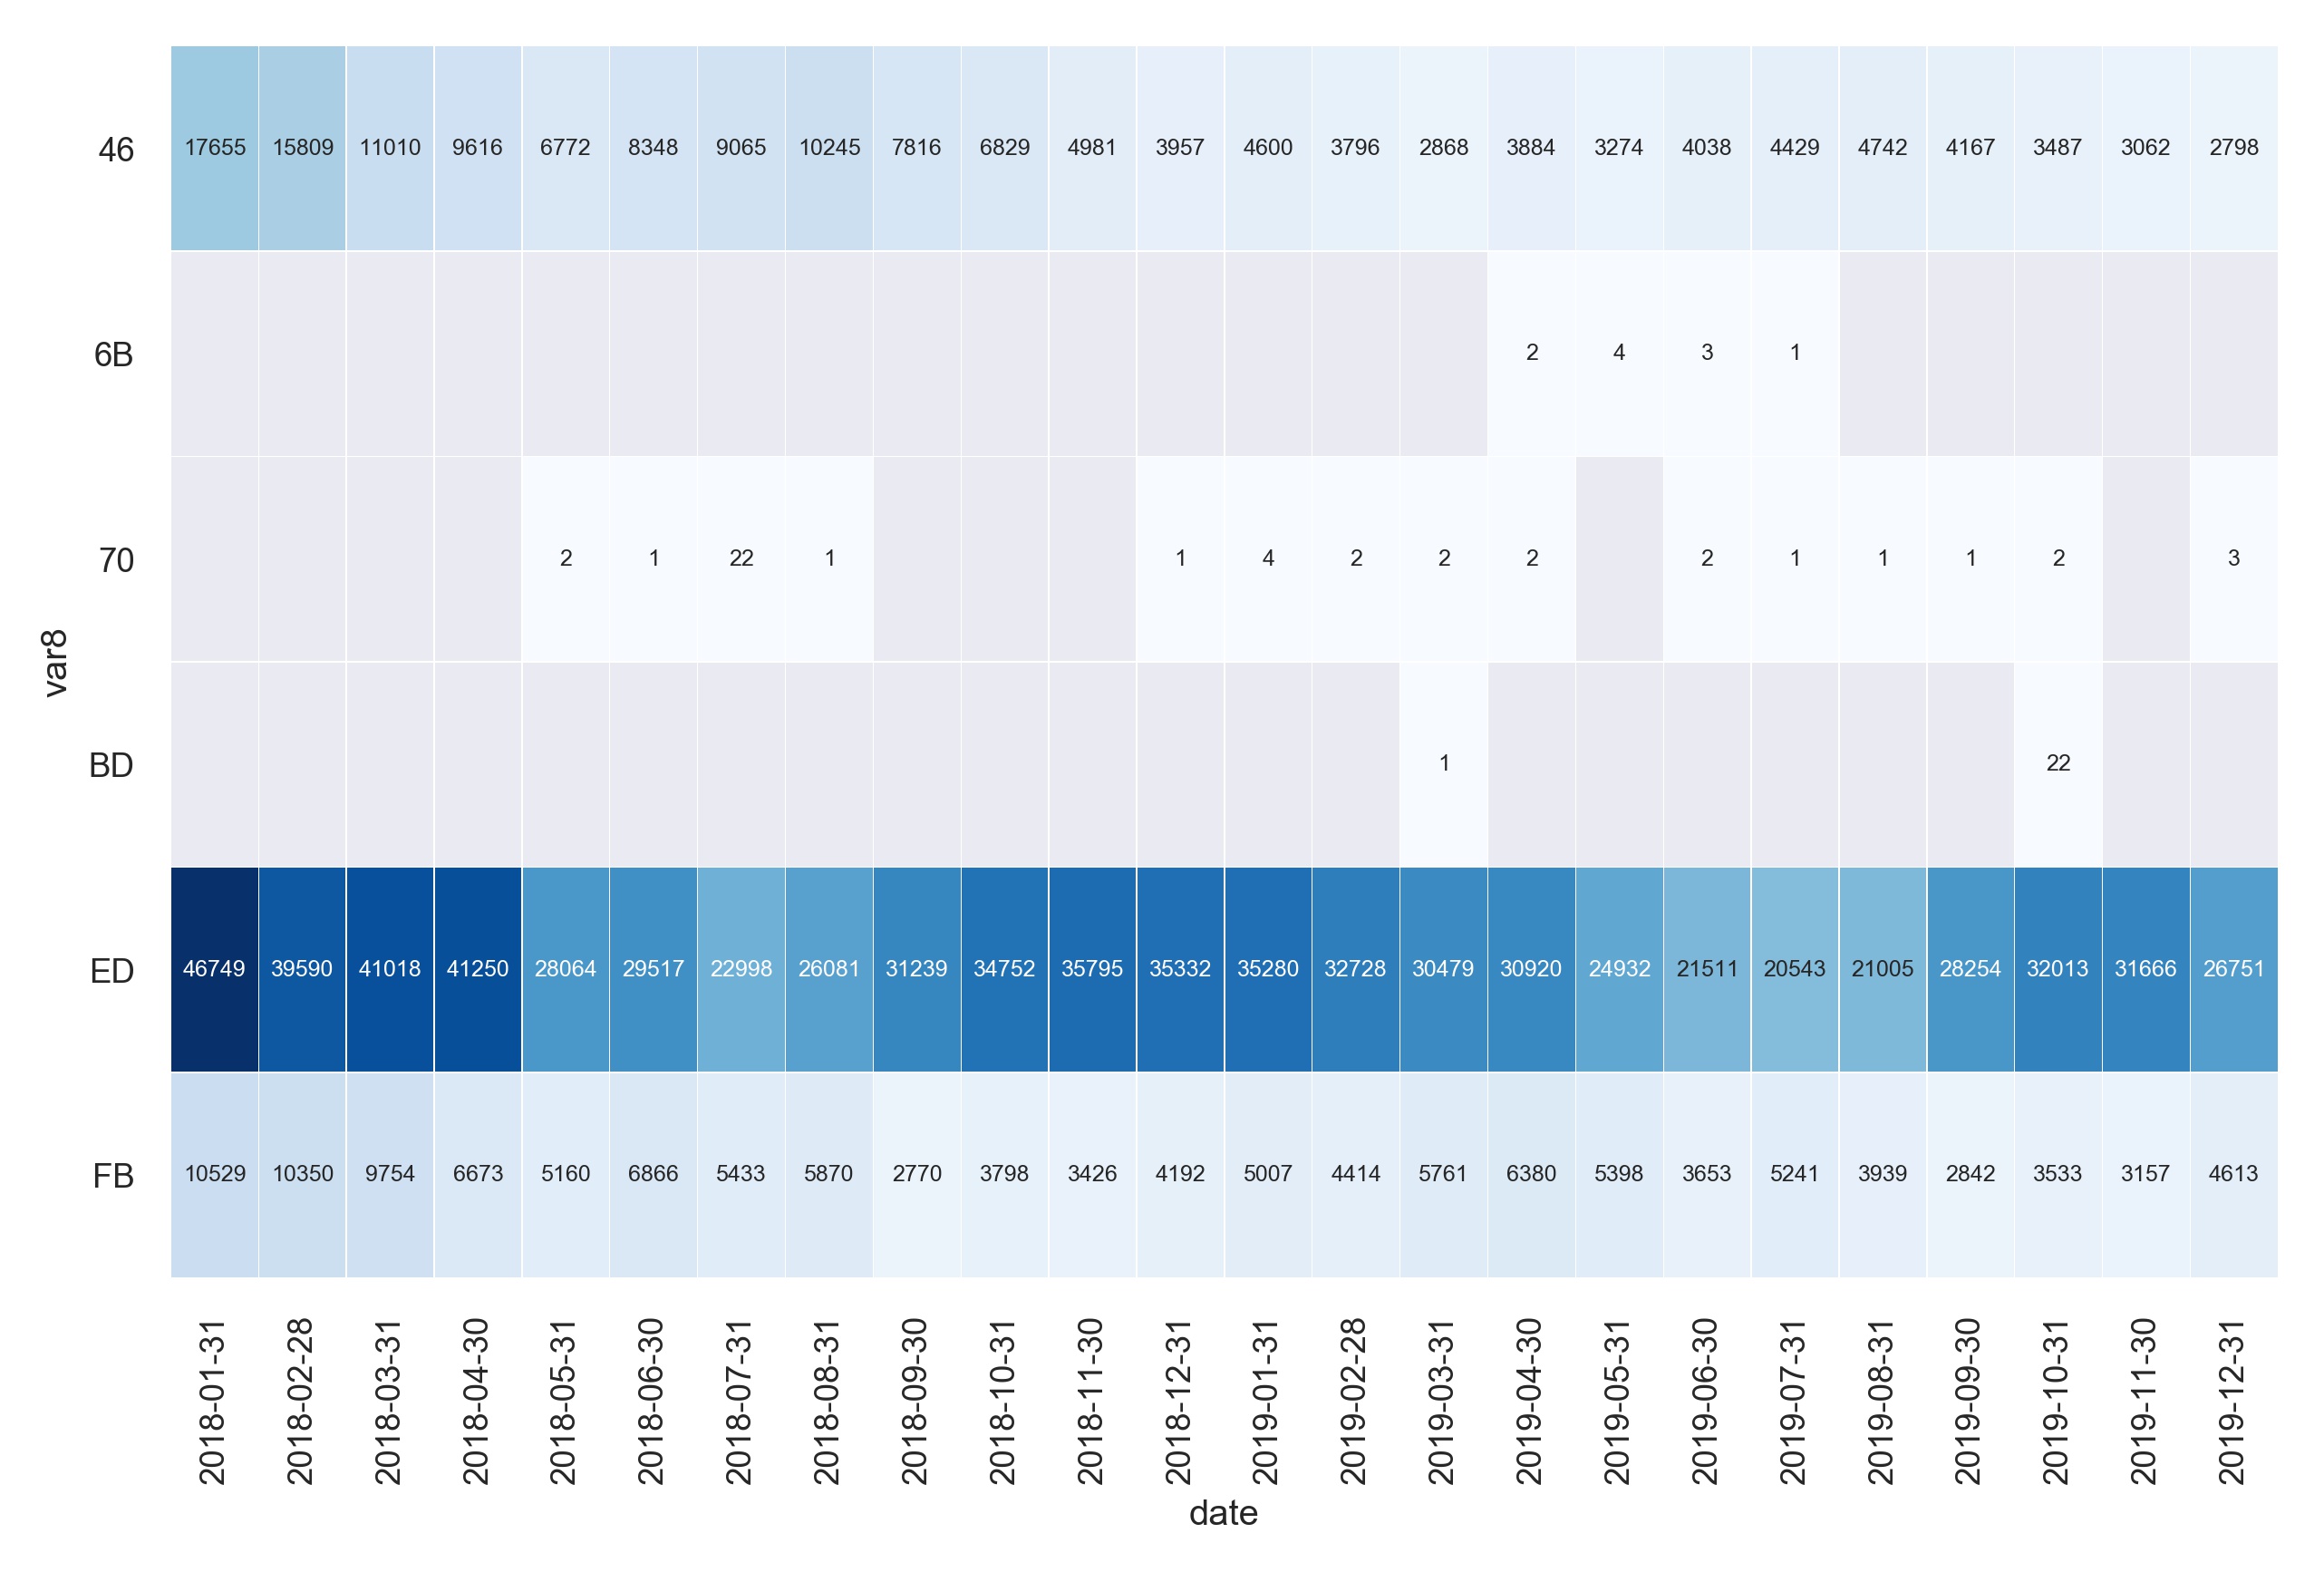 46 17655 15809 11010 9616 6772 8348 9065 10245 7816 6829 4981 3957 4600 3796 2868 3884 3274 4038 4429 4742 4167 3487 3062 2798
6B 2 4 3 1
70 2 1 22 1 1 4 2 2 2 2 1 1 1 2 3
var8
BD 1 22
ED 46749 39590 41018 41250 28064 29517 22998 26081 31239 34752 35795 35332 35280 32728 30479 30920 24932 21511 20543 21005 28254 32013 31666 26751
FB 10529 10350 9754 6673 5160 6866 5433 5870 2770 3798 3426 4192 5007 4414 5761 6380 5398 3653 5241 3939 2842 3533 3157 4613
2018-01-31 2018-02-28 2018-03-31 2018-04-30 2018-05-31 2018-06-30 2018-07-31 2018-08-31 2018-09-30 2018-10-31 2018-11-30 2018-12-31 2019-01-31 2019-02-28 2019-03-31 2019-04-30 2019-05-31 2019-06-30 2019-07-31 2019-08-31 2019-09-30 2019-10-31 2019-11-30 2019-12-31
date